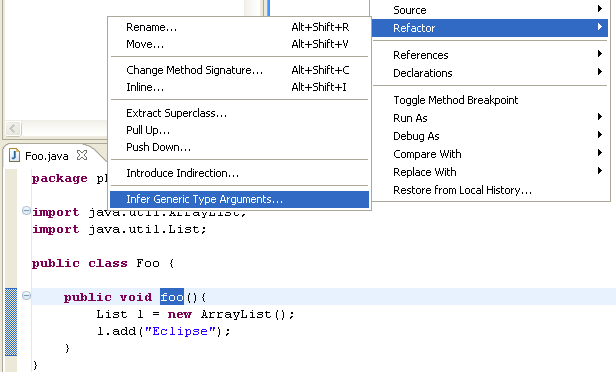 Source
Refactor
References
Declarations
Toggle Method Breakpoint
Run As
Debug As
Compare With
Replace With
Restore from Local History...
Rename... Alt+Shift+R
Move... Alt+Shift+V
Change Method Signature... Alt+Shift+C
Inline... Alt+Shift+I
Extract Superclass...
Pull Up...
Push Down...
Introduce Indirection...
Infer Generic Type Arguments...
Foo.java
package
import java.util.ArrayList;
import java.util.List;
public class Foo {
public void foo(){
List l = new ArrayList();
l.add("Eclipse");
}
}